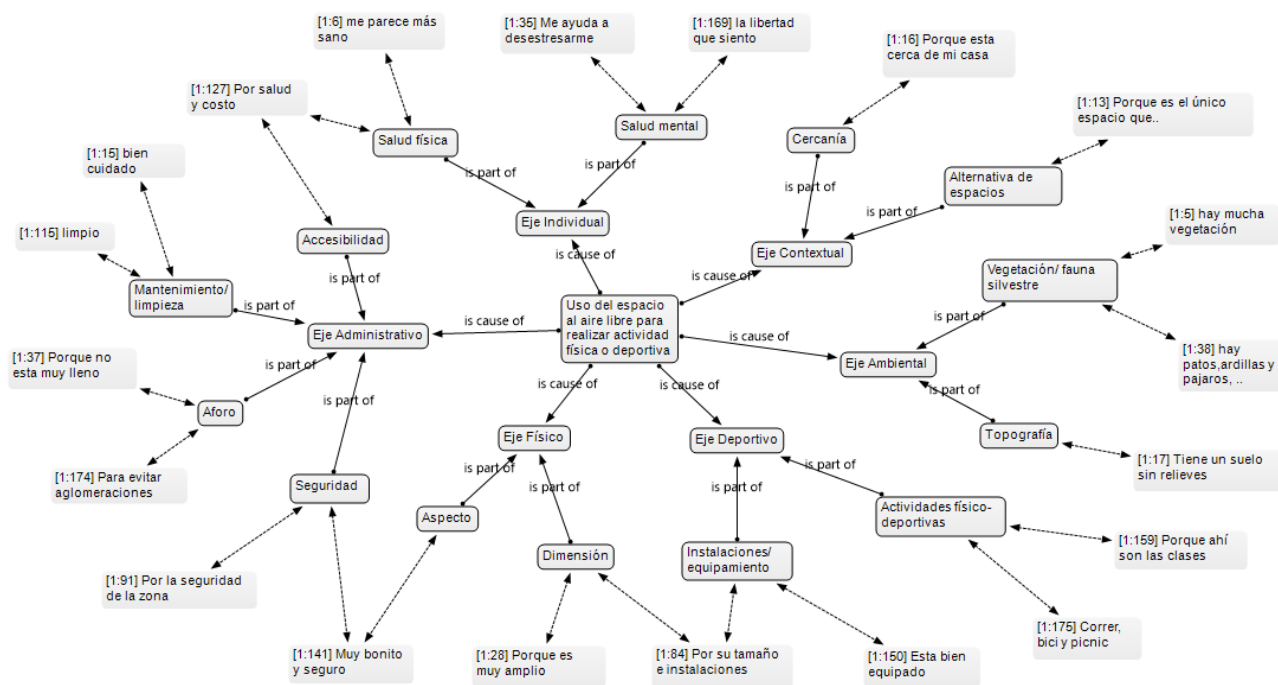 [1:6] me parece más
sano
[1:35] Me ayuda a
desestresarme
[1:169] la libertad
que siento
[1:16] Porque esta
cerca de mi casa
[1:127] Por salud
y costo
[1:13] Porque es el único
espacio que..
Salud física
Salud mental
Cercanía
[1:15] bien
cuidado
Alternativa de
espacios
is part of
is part of
is part of
is part of
[1:115] limpio
Accesibilidad
Eje Individual
[1:5] hay mucha
vegetación
is cause of
Eje Contextual
is cause of
Mantenimiento/
limpieza
is part of
is part of
Vegetación/ fauna
silvestre
Eje Administrativo
is cause of
Uso del espacio
al aire libre para
realizar actividad
física o deportiva
is cause of
is part of
Eje Ambiental
[1:37] Porque no
esta muy lleno
is part of
[1:38] hay
patos,ardillas y
pajaros, ..
is part of
is cause of
is cause of
is part of
Aforo
Eje Físico
Eje Deportivo
Topografía
[1:174] Para evitar
aglomeraciones
is part of
is part of
is part of
is part of
[1:17] Tiene un suelo
sin relieves
Seguridad
Aspecto
Actividades físico-
deportivas
Dimensión
Instalaciones/
equipamiento
[1:159] Porque ahí
son las clases
[1:91] Por la seguridad
de la zona
[1:141] Muy bonito
y seguro
[1:28] Porque es
muy amplio
[1:84] Por su tamaño
e instalaciones
[1:150] Esta bien
equipado
[1:175] Correr,
bici y picnic